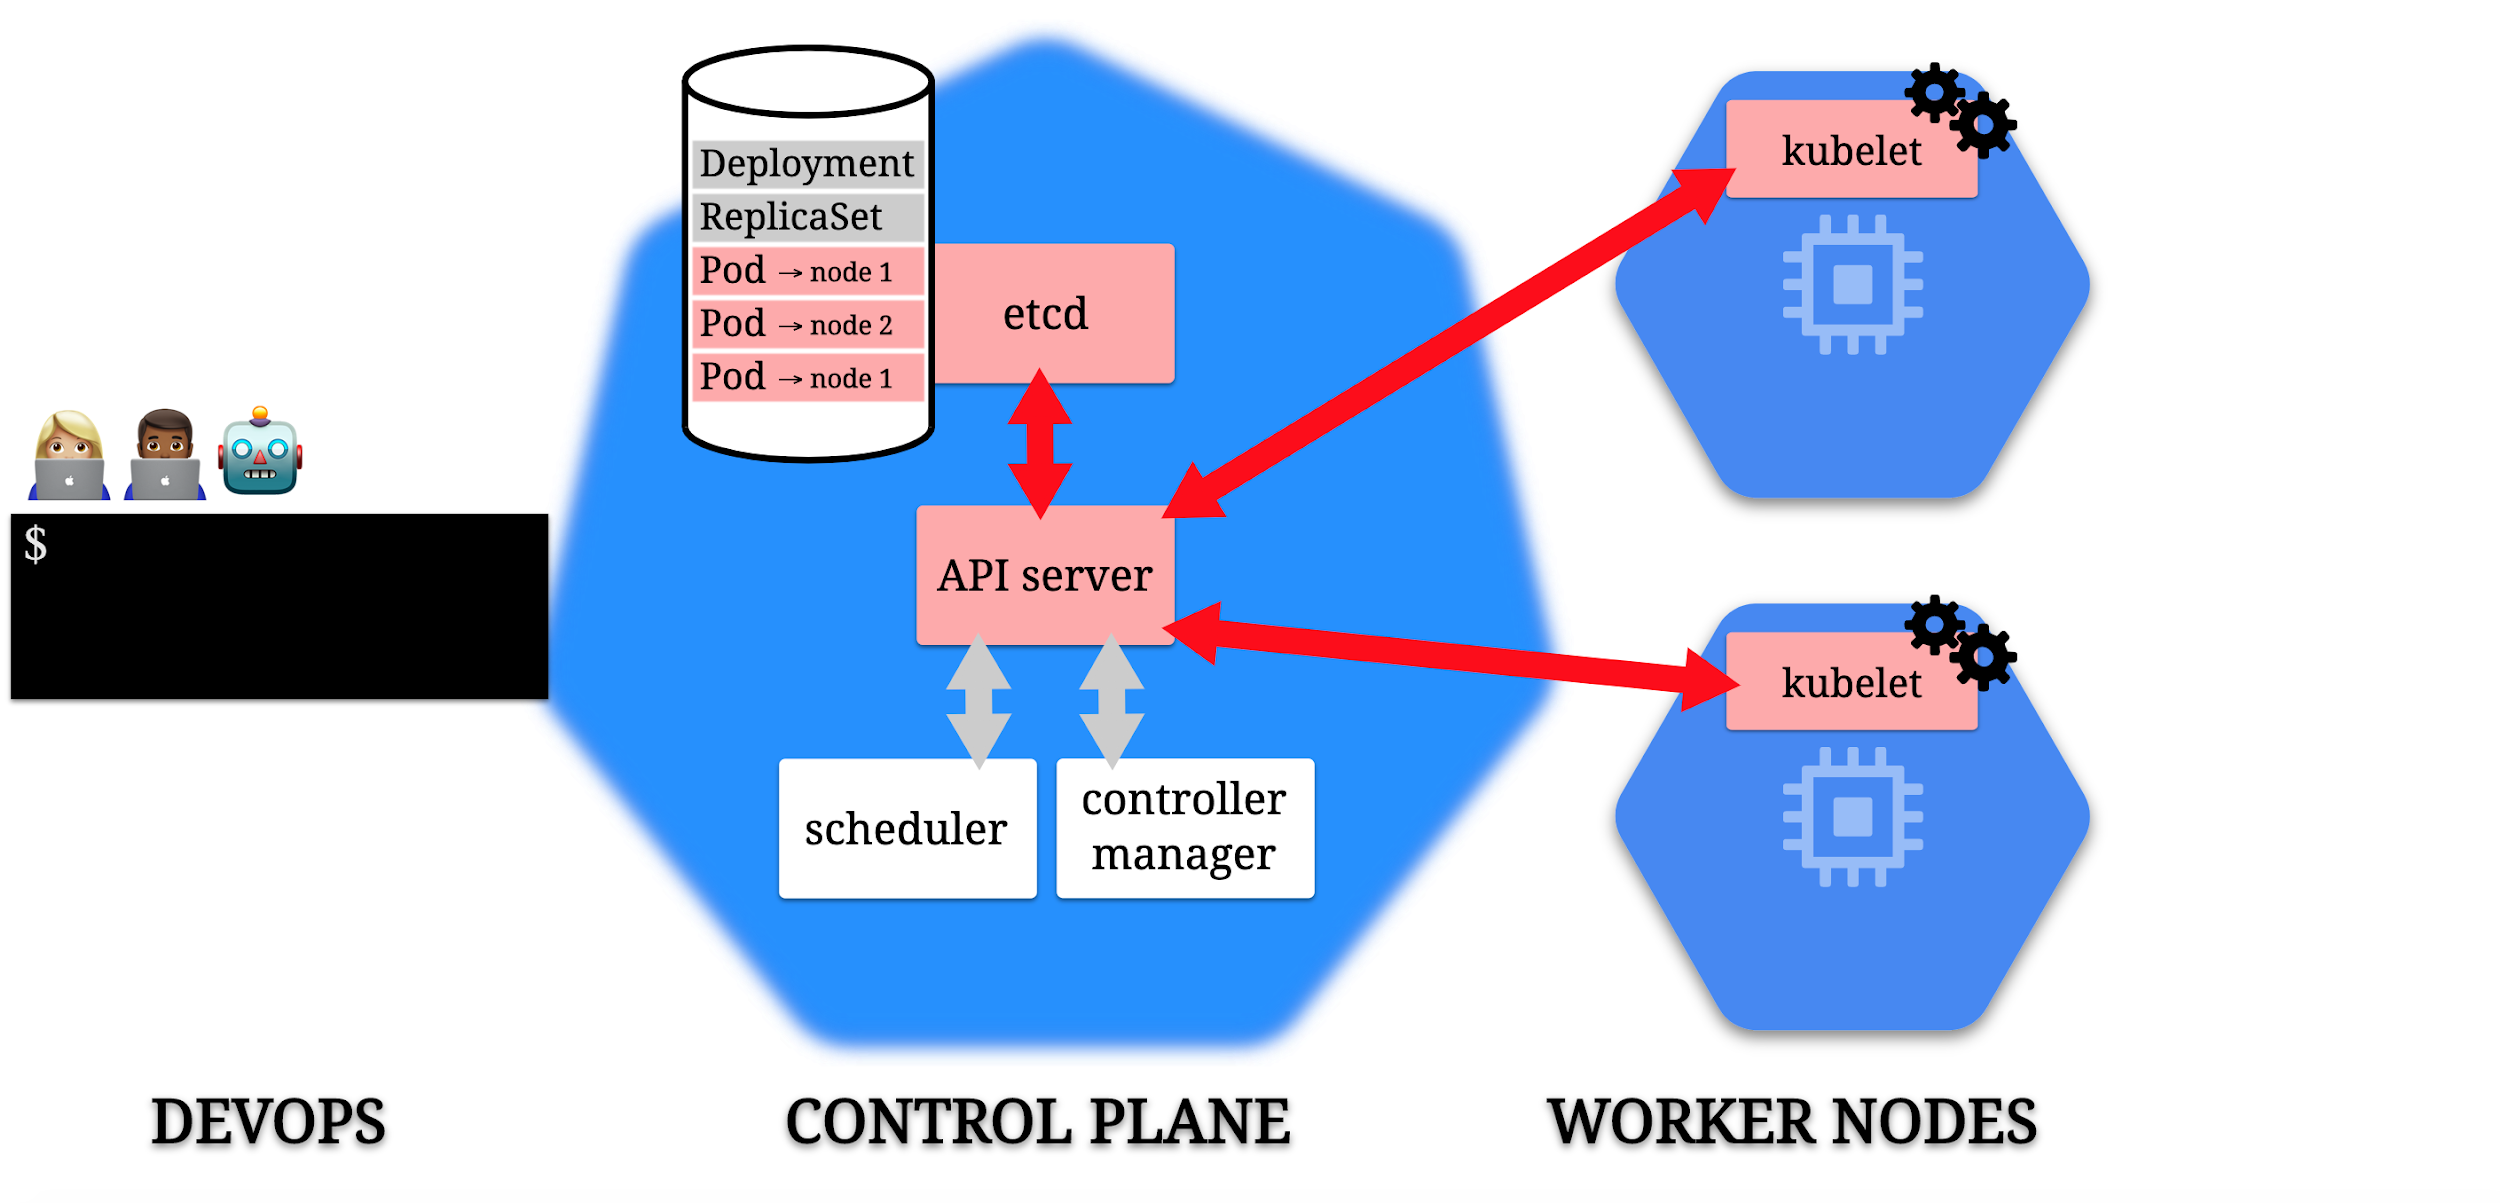 Deployment
ReplicaSet
Pod → node 1
Pod → node 2
Pod → node 1
etcd
API server
scheduler
controller
manager
$
kubelet
kubelet
DEVOPS
CONTROL PLANE
WORKER NODES